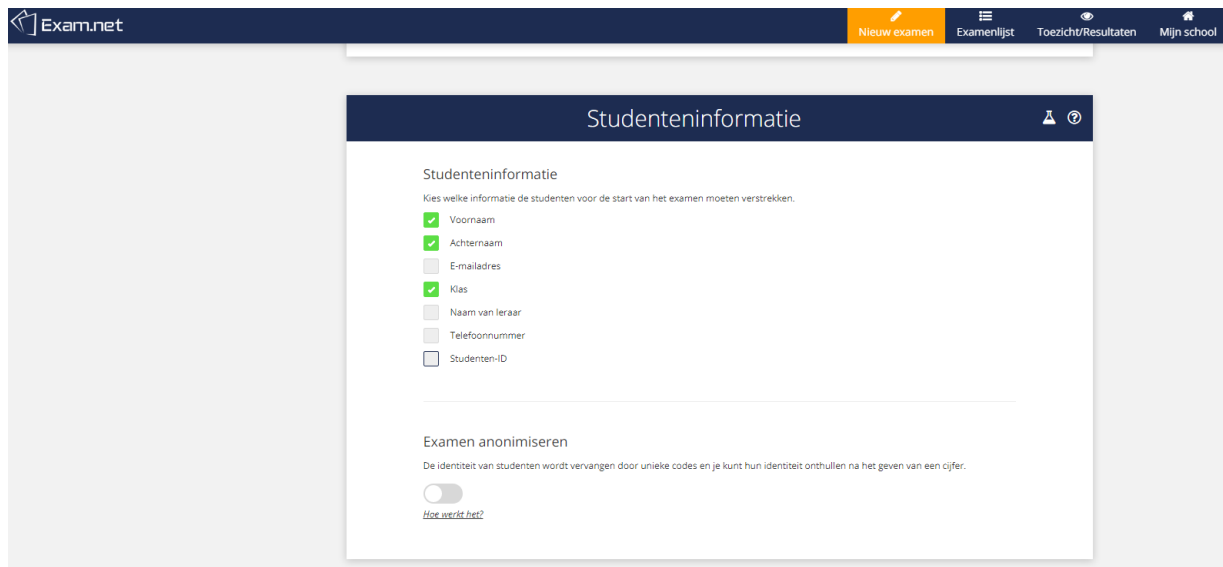 Exam.net
Nieuw examen
Examenlijst
Toezicht/Resultaten
Mijn school
Studenteninformatie
Studenteninformatie
Kies welke informatie de studenten voor de start van het examen moeten verstrekken.
Voornaam
Achternaam
E-mailadres
Klas
Naam van leraar
Telefoonnummer
Studenten-ID
Examen anonimiseren
De identiteit van studenten wordt vervangen door unieke codes en je kunt hun identiteit onthullen na het geven van een cijfer.
Hoe werkt het?